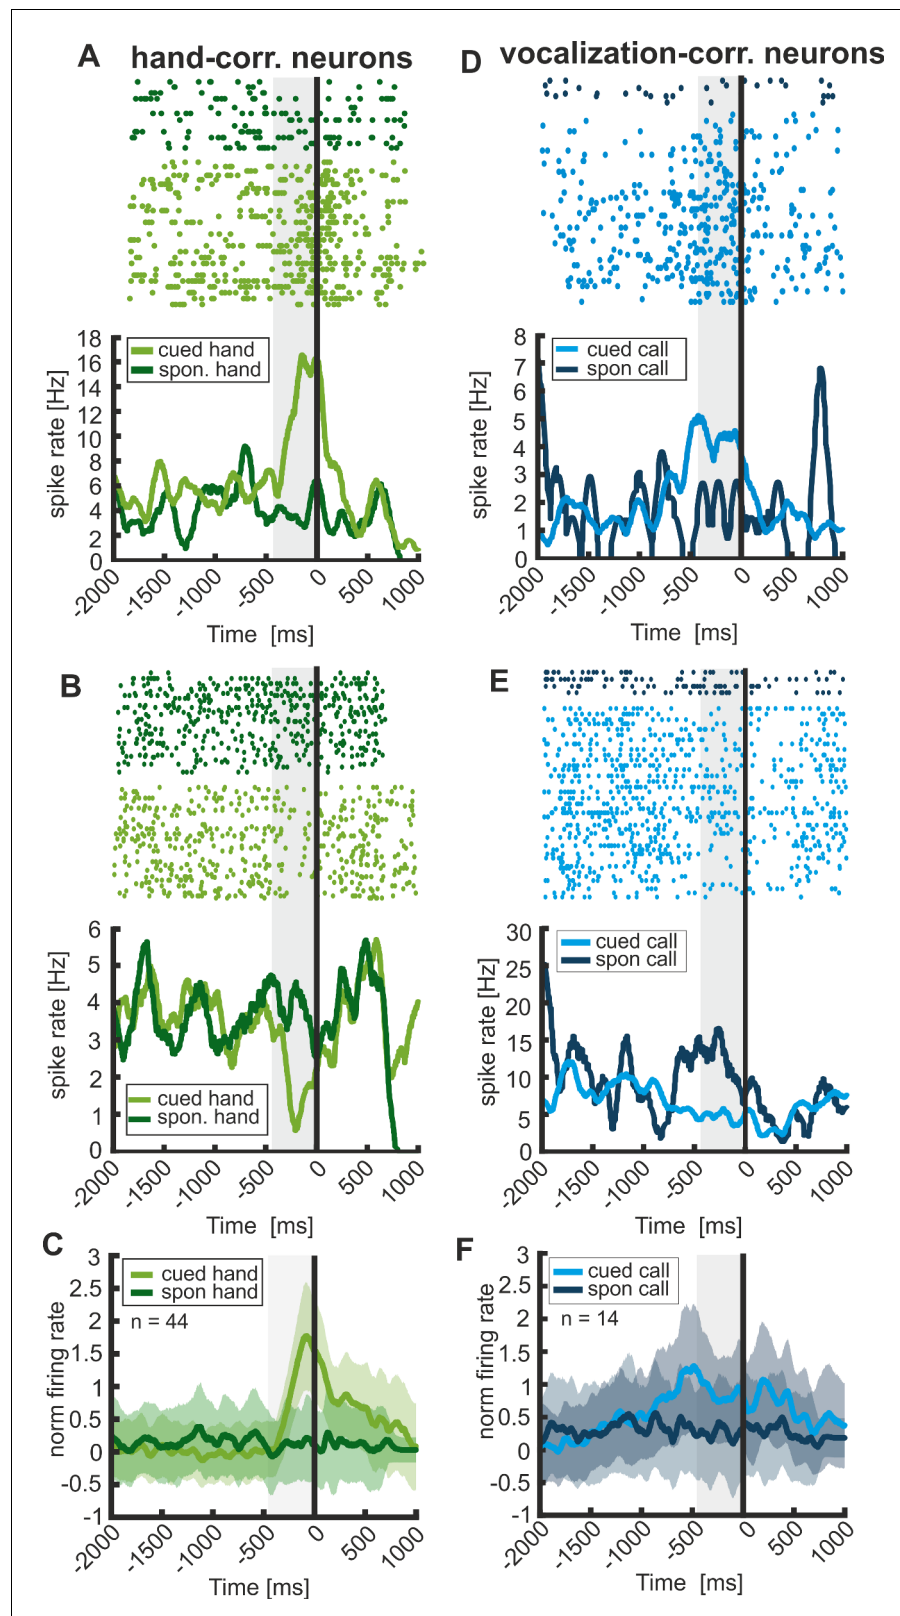 A
hand-corr. neurons
18
16
14
12
10
8
6
4
2
0
spike rate [Hz]
cued hand
spon. hand
-2000
-1500
-1000
-500
0
500
1000
Time [ms]
D
vocalization-corr. neurons
8
7
6
5
4
3
2
1
0
spike rate [Hz]
cued call
spon call
-2000
-1500
-1000
-500
0
500
1000
Time [ms]
B
6
5
4
3
2
1
0
spike rate [Hz]
cued hand
spon. hand
-2000
-1500
-1000
-500
0
500
1000
Time [ms]
E
30
25
20
15
10
5
0
spike rate [Hz]
cued call
spon call
-2000
-1500
-1000
-500
0
500
1000
Time [ms]
C
3
2.5
2
1.5
1
0.5
0
-0.5
-1
norm firing rate
cued hand
spon hand
n = 44
-2000
-1500
-1000
-500
0
500
1000
Time [ms]
F
3
2.5
2
1.5
1
0.5
0
-0.5
-1
norm firing rate
cued call
spon call
n = 14
-2000
-1500
-1000
-500
0
500
1000
Time [ms]